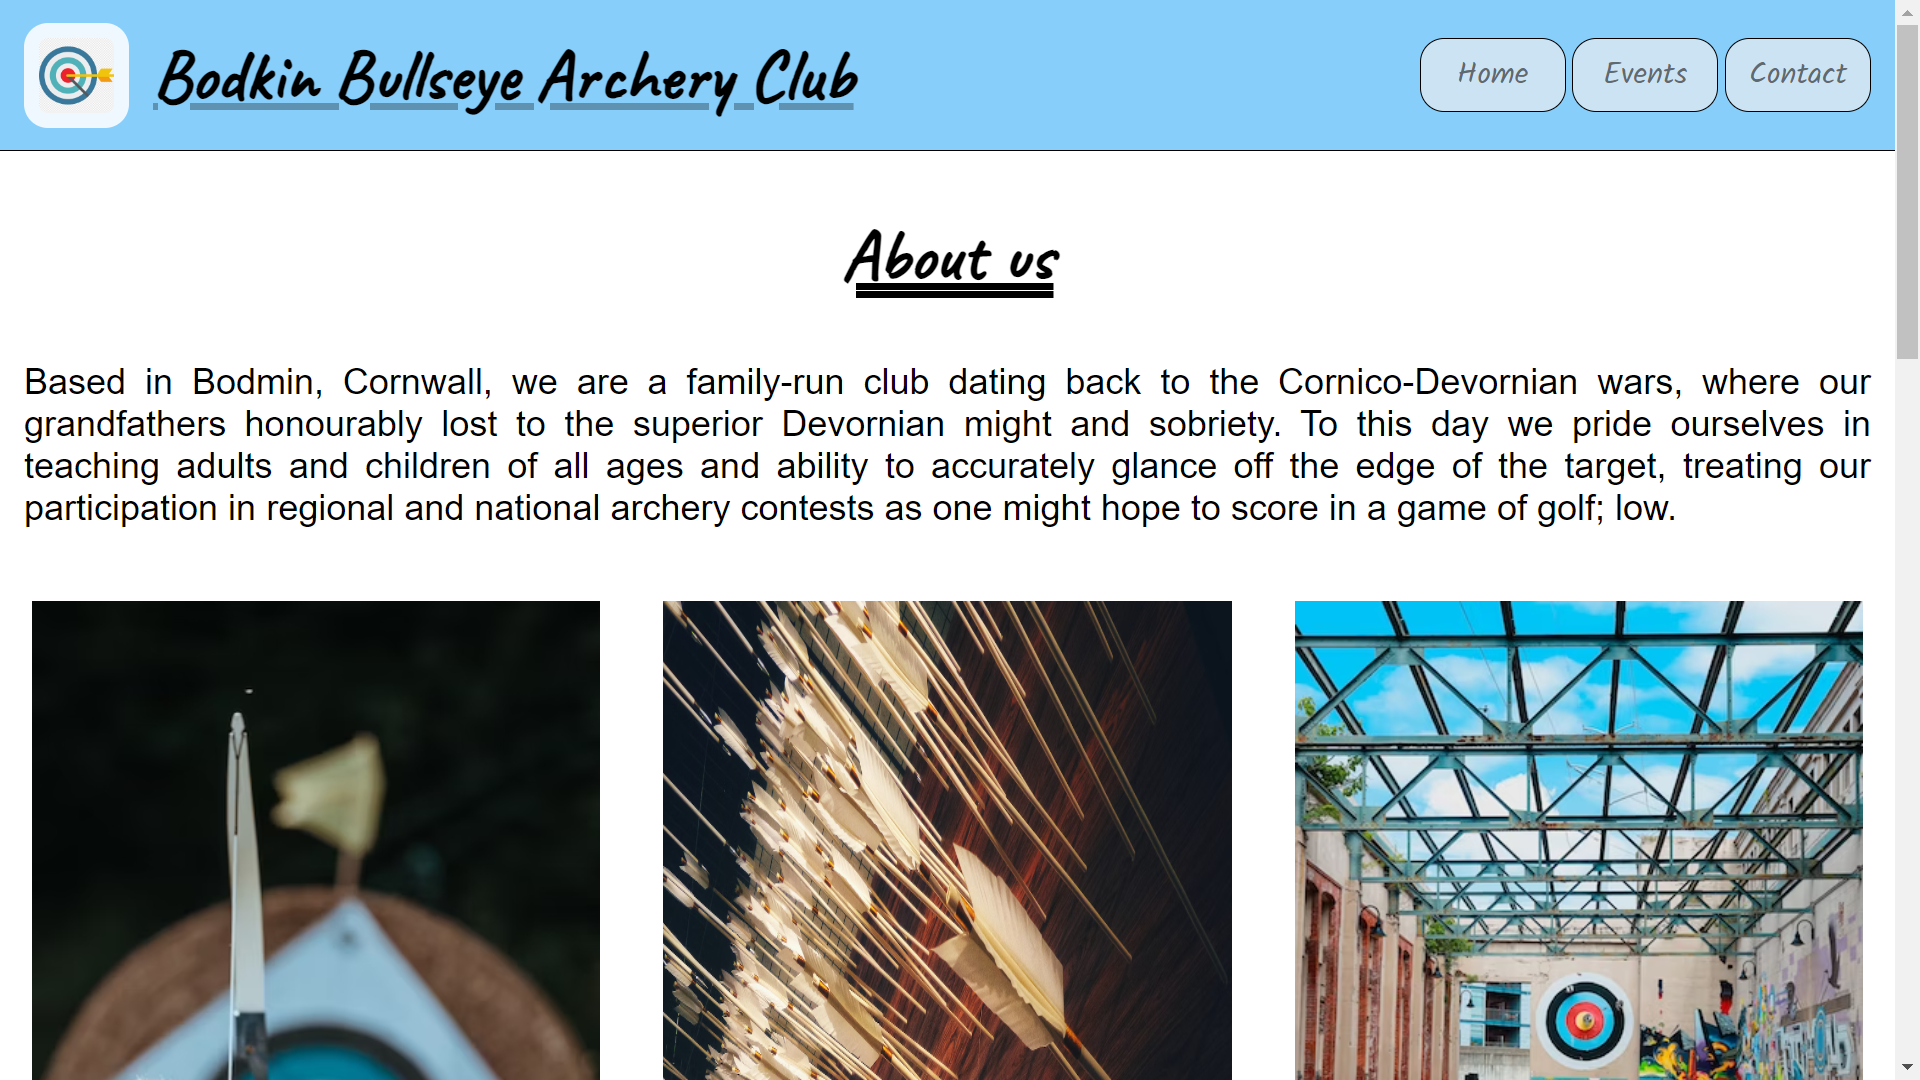 Bodkin Bullseye Archery Club
Home
Events
Contact
About us
Based in Bodmin, Cornwall, we are a family-run club dating back to the Cornico-Devornian wars, where our
grandfathers honourably lost to the superior Devornian might and sobriety. To this day we pride ourselves in
teaching adults and children of all ages and ability to accurately glance off the edge of the target, treating our
participation in regional and national archery contests as one might hope to score in a game of golf; low.